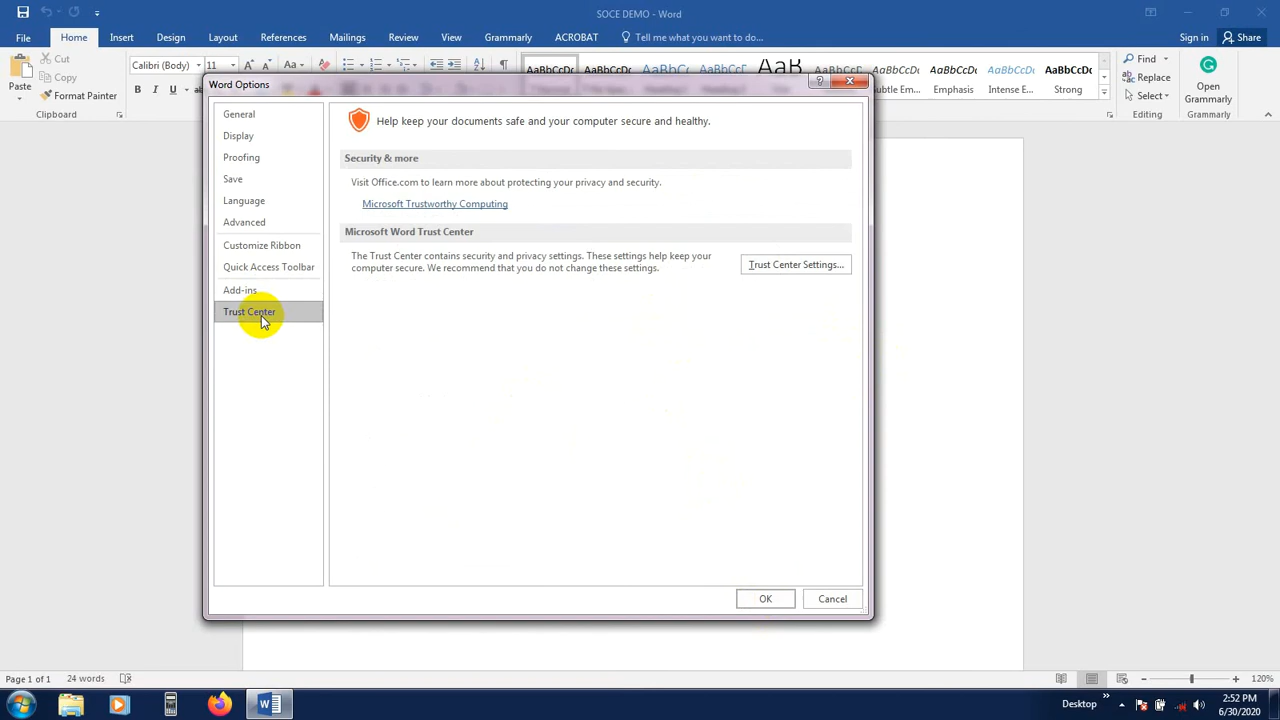 SOCE DEMO - Word
File Home Insert Design Layout References Mailings Review View Grammarly ACROBAT Tell me what you want to do... Sign in Share
Cut
Copy
Format Painter
Paste
Clipboard
Calibri (Body) 11
B I U
AaBbCcDc AaBbCcDc AaBbC AaBbCcE AaB AaBbCcD AaBbCcDc AaBbCcDc AaBbCcDc AaBbCcDc
Subtle Em... Emphasis Intense E... Strong
Find
Replace
Select
Editing
Open
Grammarly
Grammarly
Word Options
General
Display
Proofing
Save
Language
Advanced
Customize Ribbon
Quick Access Toolbar
Add-ins
Trust Center
Help keep your documents safe and your computer secure and healthy.
Security & more
Visit Office.com to learn more about protecting your privacy and security.
Microsoft Trustworthy Computing
Microsoft Word Trust Center
The Trust Center contains security and privacy settings. These settings help keep your
computer secure. We recommend that you do not change these settings.
Trust Center Settings...
OK Cancel
Page 1 of 1 24 words 120%
Desktop 2:52 PM
6/30/2020